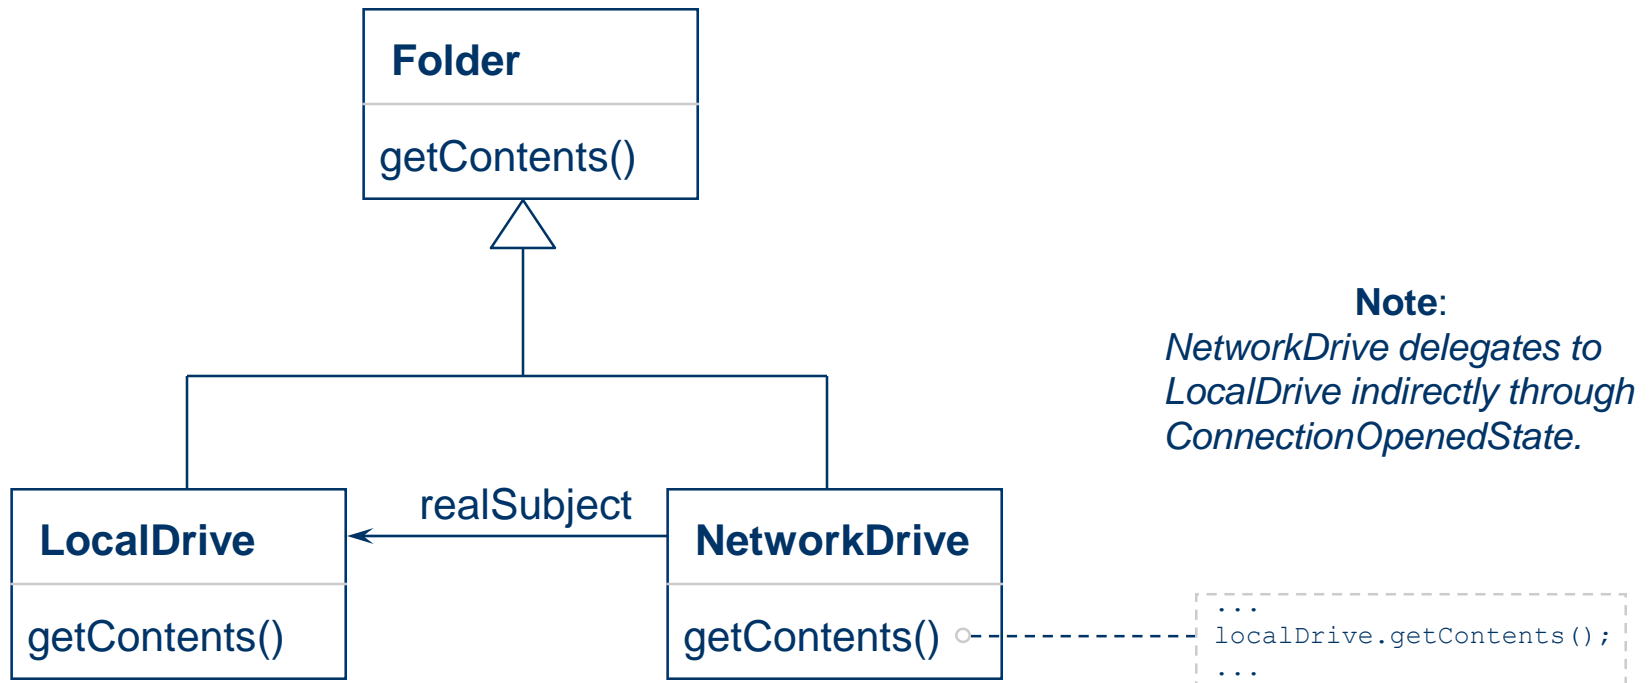 Folder
getContents()
Note:
NetworkDrive delegates to
LocalDrive indirectly through
ConnectionOpenedState.
realSubject
LocalDrive
NetworkDrive
getContents()
getContents()
...
localDrive.getContents();
...